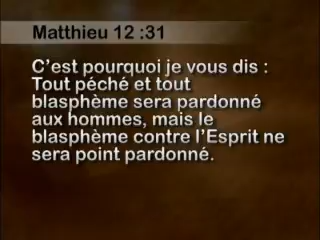 Matthieu 12 :31
C’est pourquoi je vous dis :
Tout péché et tout
blasphème sera pardonné
aux hommes, mais le
blasphème contre l’Esprit ne
sera point pardonné.